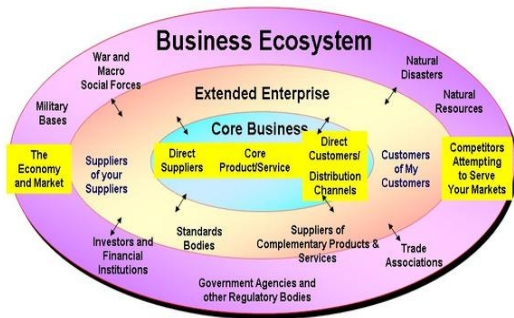 Business Ecosystem
War and
Macro
Social Forces
Natural
Disasters
Military
Bases
Extended Enterprise
Natural
Resources
Core Business
The
Economy
and Market
Suppliers
of your
Suppliers
Direct
Suppliers
Core
Product/Service
Direct
Customers/
Distribution
Channels
Customers
of My
Customers
Competitors
Attempting
to Serve
Your Markets
Investors and
Financial
Institutions
Standards
Bodies
Suppliers of
Complementary Products &
Services
Trade
Associations
Government Agencies and
other Regulatory Bodies